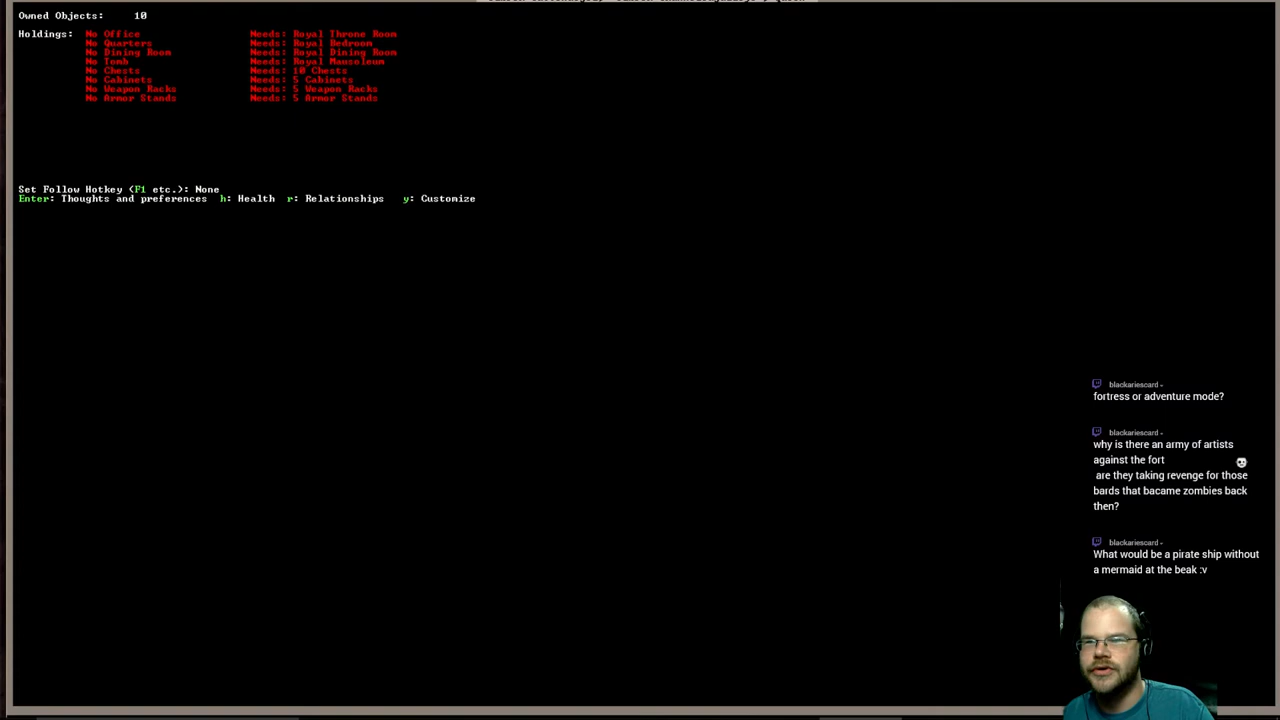 Owned Objects: 10
Holdings: No Office Needs: Royal Throne Room
No Quarters Needs: Royal Bedroom
No Dining Room Needs: Royal Dining Room
No Tomb Needs: Royal Mausoleum
No Chests Needs: 10 Chests
No Cabinets Needs: 5 Cabinets
No Weapon Racks Needs: 5 Weapon Racks
No Armor Stands Needs: 5 Armor Stands
Set Follow Hotkey (F1 etc.): None
Enter: Thoughts and preferences h: Health r: Relationships y: Customize
blackariescard -
fortress or adventure mode?
blackariescard -
why is there an army of artists
against the fort
are they taking revenge for those
bards that bacame zombies back
then?
blackariescard -
What would be a pirate ship without
a mermaid at the beak :v